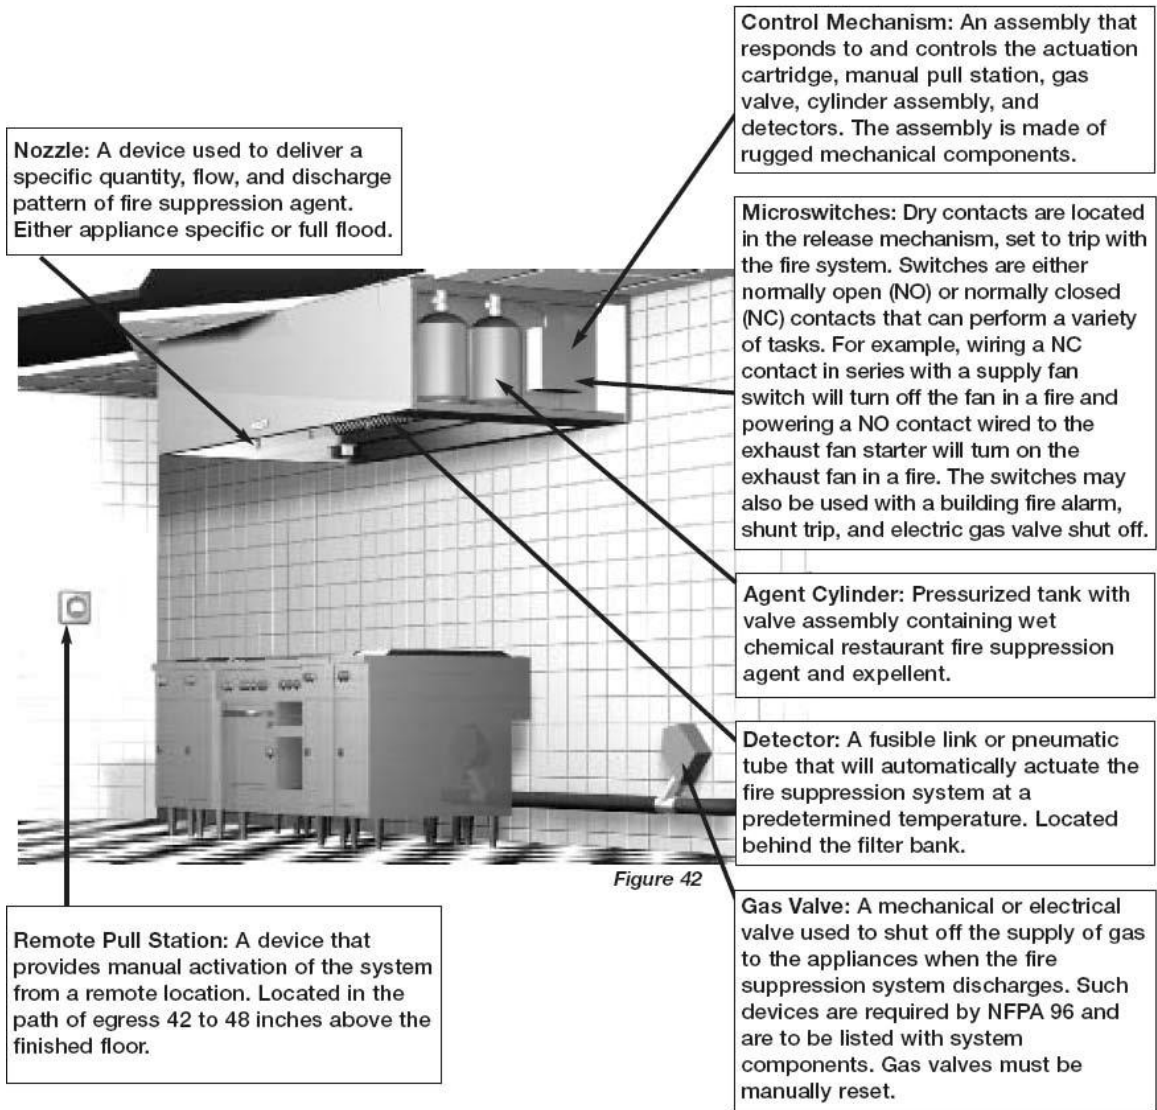 Control Mechanism: An assembly that
responds to and controls the actuation
cartridge, manual pull station, gas
valve, cylinder assembly, and
detectors. The assembly is made of
rugged mechanical components.
Nozzle: A device used to deliver a
specific quantity, flow, and discharge
pattern of fire suppression agent.
Either appliance specific or full flood.
Microswitches: Dry contacts are located
in the release mechanism, set to trip with
the fire system. Switches are either
normally open (NO) or normally closed
(NC) contacts that can perform a variety
of tasks. For example, wiring a NC
contact in series with a supply fan
switch will turn off the fan in a fire and
powering a NO contact wired to the
exhaust fan starter will turn on the
exhaust fan in a fire. The switches may
also be used with a building fire alarm,
shunt trip, and electric gas valve shut off.
Agent Cylinder: Pressurized tank with
valve assembly containing wet
chemical restaurant fire suppression
agent and expellent.
Detector: A fusible link or pneumatic
tube that will automatically actuate the
fire suppression system at a
predetermined temperature. Located
behind the filter bank.
Figure 42
Gas Valve: A mechanical or electrical
valve used to shut off the supply of gas
to the appliances when the fire
suppression system discharges. Such
devices are required by NFPA 96 and
are to be listed with system
components. Gas valves must be
manually reset.
Remote Pull Station: A device that
provides manual activation of the system
from a remote location. Located in the
path of egress 42 to 48 inches above the
finished floor.